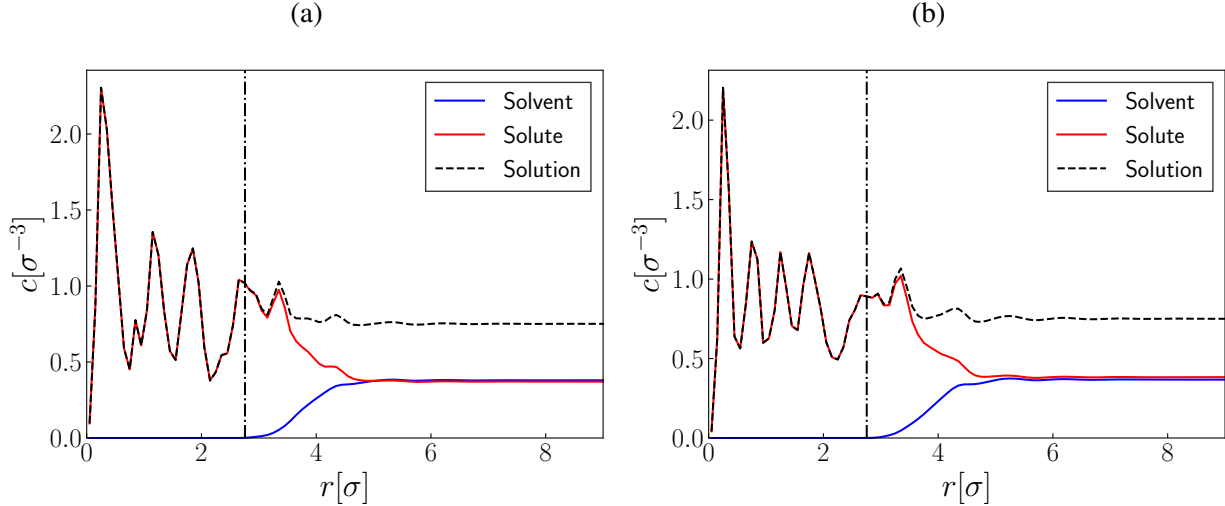 (a)
(b)
Solvent
Solute
Solution
c[σ⁻³]
2.0
1.5
1.0
0.5
0.0
0 2 4 6 8
r[σ]
Solvent
Solute
Solution
c[σ⁻³]
2.0
1.5
1.0
0.5
0.0
0 2 4 6 8
r[σ]